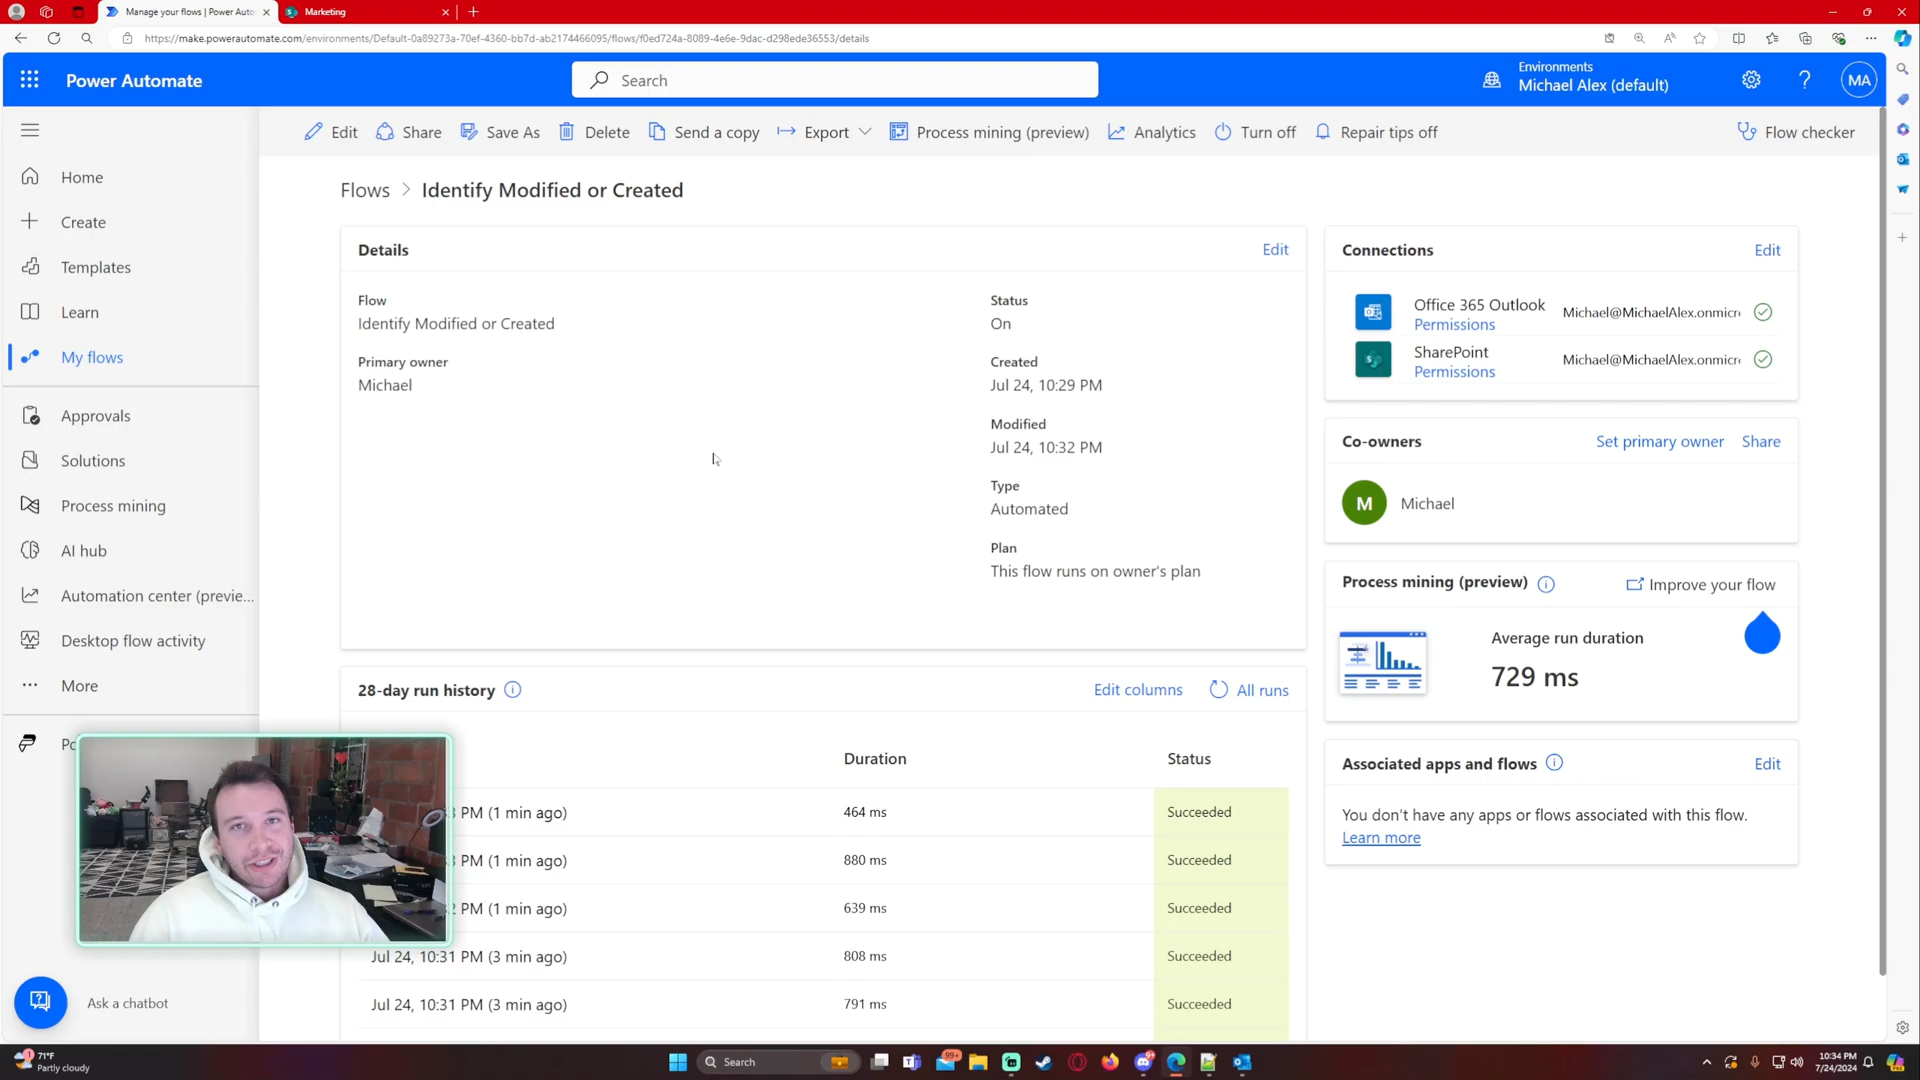 Manage your flows | Power Auto
Marketing
https://make.powerautomate.com/environments/Default-0a89273a-70ef-4360-bb7d-ab2174466095/flows/f0ed724a-8089-4e6e-9dac-d298ede36553/details
Power Automate
Search
Environments
Michael Alex (default)
MA
Edit
Share
Save As
Delete
Send a copy
Export
Process mining (preview)
Analytics
Turn off
Repair tips off
Flow checker
Home
Create
Templates
Learn
My flows
Approvals
Solutions
Process mining
AI hub
Automation center (previe...
Desktop flow activity
More
Po
Ask a chatbot
Flows > Identify Modified or Created
Details
Edit
Flow
Identify Modified or Created
Primary owner
Michael
Status
On
Created
Jul 24, 10:29 PM
Modified
Jul 24, 10:32 PM
Type
Automated
Plan
This flow runs on owner's plan
28-day run history
Edit columns
All runs
Duration
Status
3 PM (1 min ago)
464 ms
Succeeded
3 PM (1 min ago)
880 ms
Succeeded
2 PM (1 min ago)
639 ms
Succeeded
Jul 24, 10:31 PM (3 min ago)
808 ms
Succeeded
Jul 24, 10:31 PM (3 min ago)
791 ms
Succeeded
Connections
Edit
Office 365 Outlook
Permissions
Michael@MichaelAlex.onmicr
SharePoint
Permissions
Michael@MichaelAlex.onmicr
Co-owners
Set primary owner
Share
M
Michael
Process mining (preview)
Improve your flow
Average run duration
729 ms
Associated apps and flows
Edit
You don't have any apps or flows associated with this flow.
Learn more
71°F
Partly cloudy
Search
99+
10:34 PM
7/24/2024